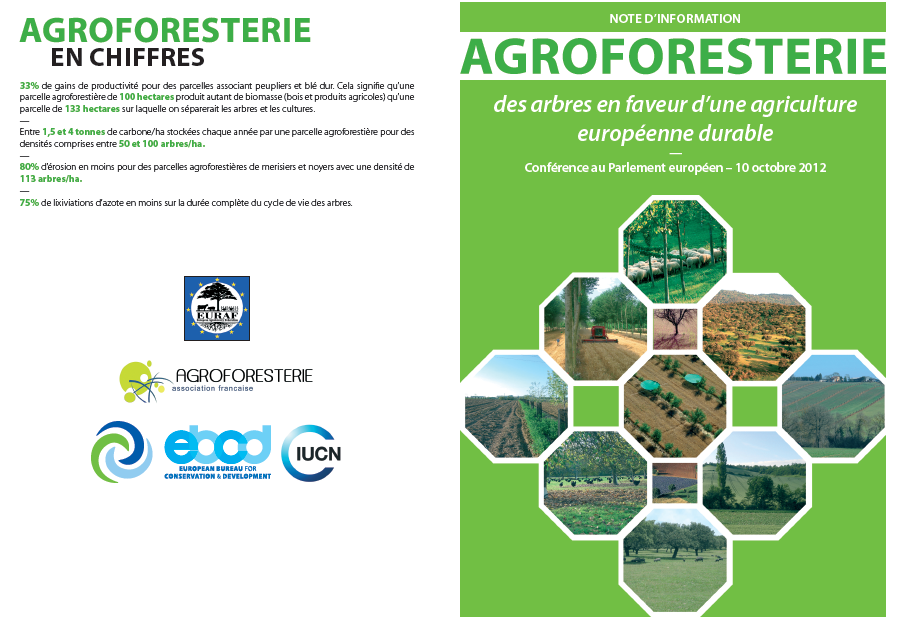 AGROFORESTERIE
EN CHIFFRES
33% de gains de productivité pour des parcelles associant peupliers et blé dur. Cela signifie qu'une
parcelle agroforestière de 100 hectares produit autant de biomasse (bois et produits agricoles) qu'une
parcelle de 133 hectares sur laquelle on séparerait les arbres et les cultures.
—
Entre 1,5 et 4 tonnes de carbone/ha stockées chaque année par une parcelle agroforestière pour des
densités comprises entre 50 et 100 arbres/ha.
—
80% d'érosion en moins pour des parcelles agroforestières de merisiers et noyers avec une densité de
113 arbres/ha.
—
75% de lixiviations d'azote en moins sur la durée complète du cycle de vie des arbres.
EURAF
AGROFORESTERIE
association francaise
ebcd
EUROPEAN BUREAU FOR
CONSERVATION & DEVELOPMENT
IUCN
NOTE D'INFORMATION
AGROFORESTERIE
des arbres en faveur d'une agriculture
européenne durable
—
Conférence au Parlement européen – 10 octobre 2012